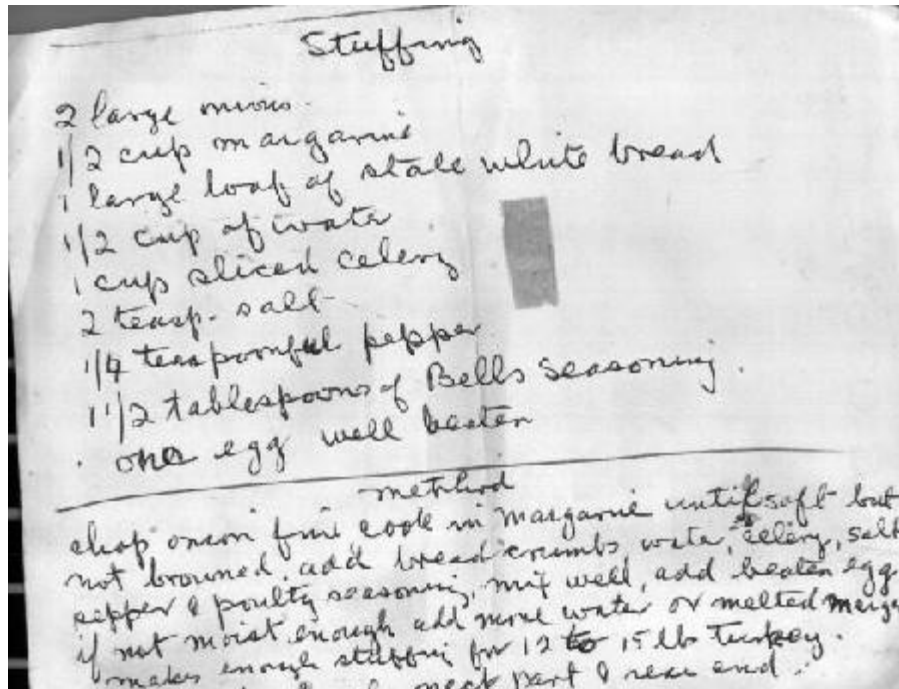 Stuffing
2 large onions
1/2 cup margarine
1 large loaf of stale white bread
1/2 cup of water
1 cup sliced celery
2 teasp. salt
1/4 teaspoonful pepper
1 1/2 tablespoons of Bells seasoning.
one egg well beaten
method
chop onion fine cook in margarine until soft but
not browned. add bread crumbs, water, celery, salt
pepper & poulty seasoning, mix well, add beaten egg
if not moist enough add more water or melted marga
makes enough stuffing for 12 to 15 lb turkey.
neck part & rear end.